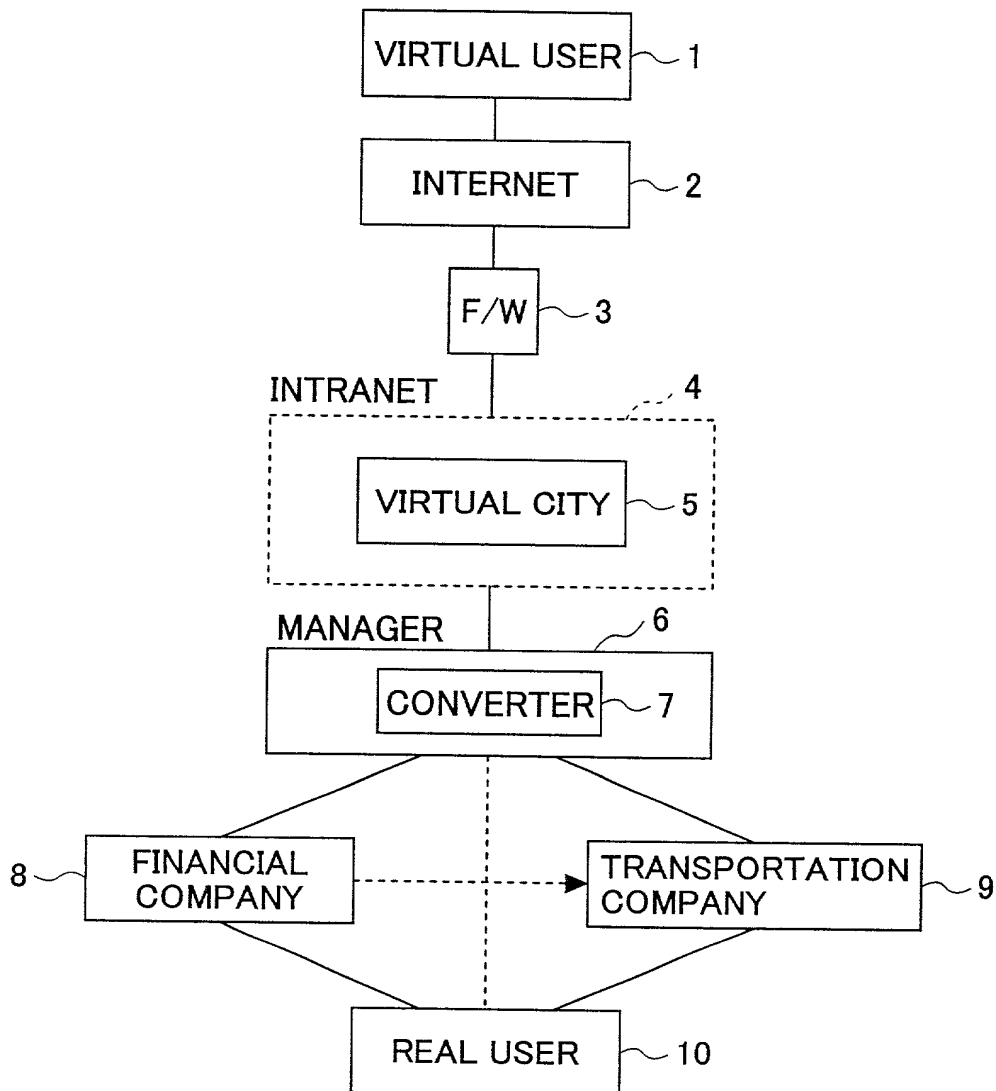 VIRTUAL USER 1
INTERNET 2
F/W 3
INTRANET 4
VIRTUAL CITY 5
MANAGER 6
CONVERTER 7
8 FINANCIAL
COMPANY
TRANSPORTATION
COMPANY 9
REAL USER 10